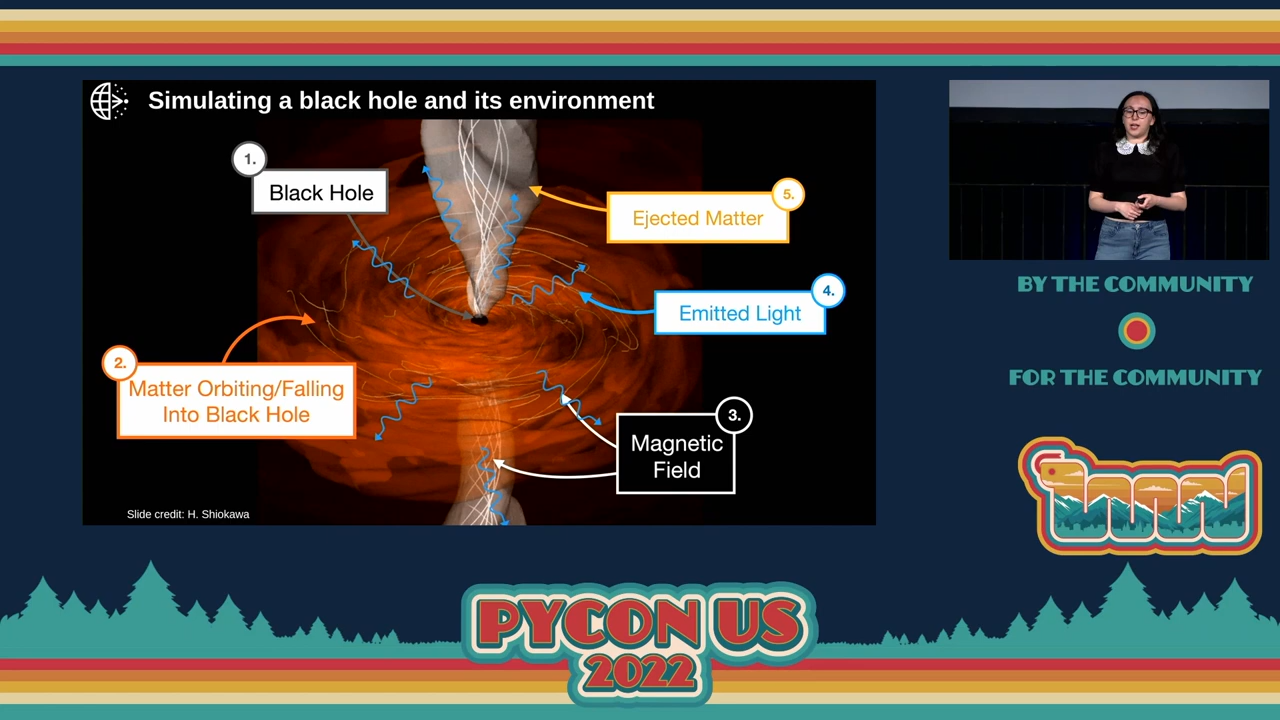 Simulating a black hole and its environment
1.
Black Hole
5.
Ejected Matter
4.
Emitted Light
2.
Matter Orbiting/Falling
Into Black Hole
3.
Magnetic
Field
Slide credit: H. Shiokawa
BY THE COMMUNITY
FOR THE COMMUNITY
PYCON US
2022